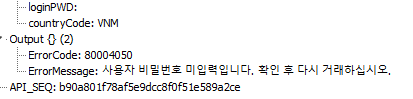 loginPWD:
countryCode: VNM
Output {} (2)
ErrorCode: 80004050
ErrorMessage: 사용자 비밀번호 미입력입니다. 확인 후 다시 거래하십시오.
API_SEQ: b90a801f78af5e9dcc8f0f51e589a2ce